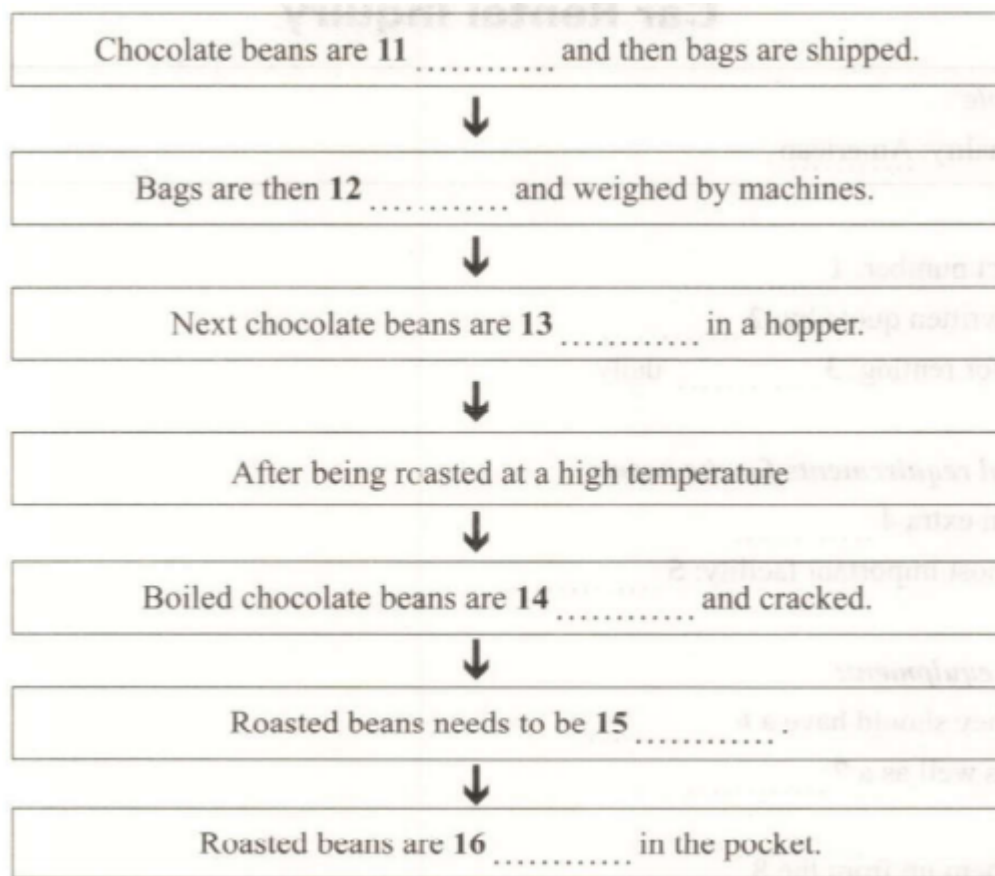 Chocolate beans are 11 ............ and then bags are shipped.
Bags are then 12 ............ and weighed by machines.
Next chocolate beans are 13 ............ in a hopper.
After being rcasted at a high temperature
Boiled chocolate beans are 14 ............ and cracked.
Roasted beans needs to be 15 ............ .
Roasted beans are 16 ............ in the pocket.